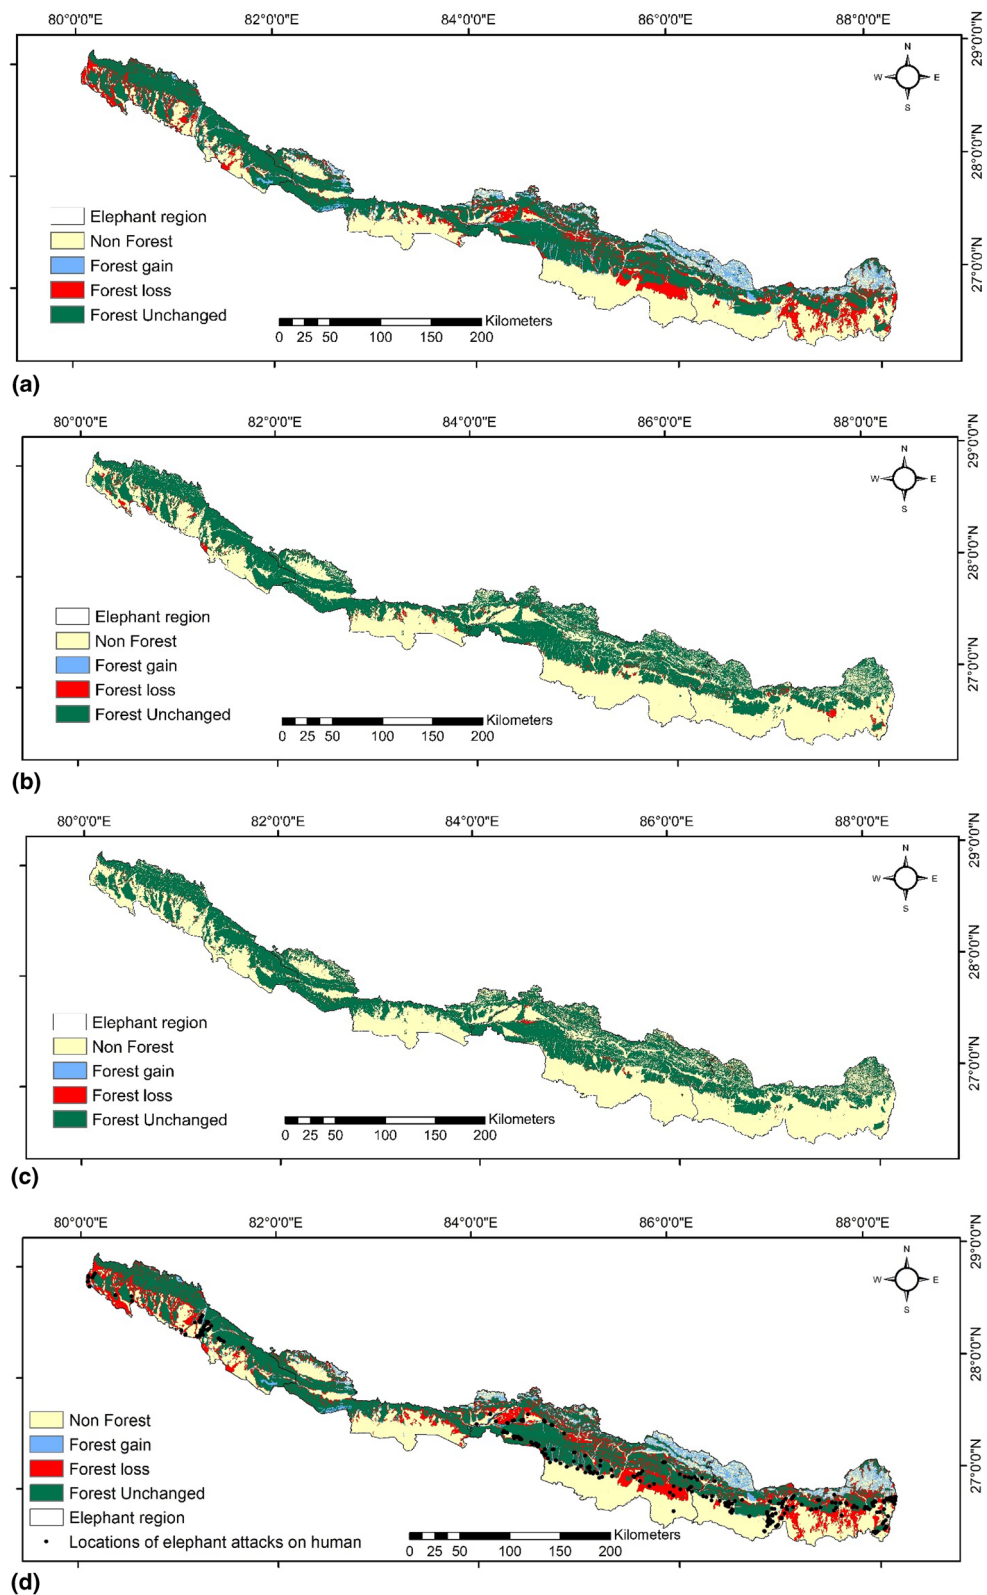 80°0'0"E 82°0'0"E 84°0'0"E 86°0'0"E 88°0'0"E
29°0'0"N
28°0'0"N
27°0'0"N
N
W E
S
Elephant region
Non Forest
Forest gain
Forest loss
Forest Unchanged
Kilometers
0 25 50 100 150 200
(a)
80°0'0"E 82°0'0"E 84°0'0"E 86°0'0"E 88°0'0"E
29°0'0"N
28°0'0"N
27°0'0"N
N
W E
S
Elephant region
Non Forest
Forest gain
Forest loss
Forest Unchanged
Kilometers
0 25 50 100 150 200
(b)
80°0'0"E 82°0'0"E 84°0'0"E 86°0'0"E 88°0'0"E
29°0'0"N
28°0'0"N
27°0'0"N
N
W E
S
Elephant region
Non Forest
Forest gain
Forest loss
Forest Unchanged
Kilometers
0 25 50 100 150 200
(c)
80°0'0"E 82°0'0"E 84°0'0"E 86°0'0"E 88°0'0"E
29°0'0"N
28°0'0"N
27°0'0"N
N
W E
S
Non Forest
Forest gain
Forest loss
Forest Unchanged
Elephant region
Locations of elephant attacks on human
Kilometers
0 25 50 100 150 200
(d)